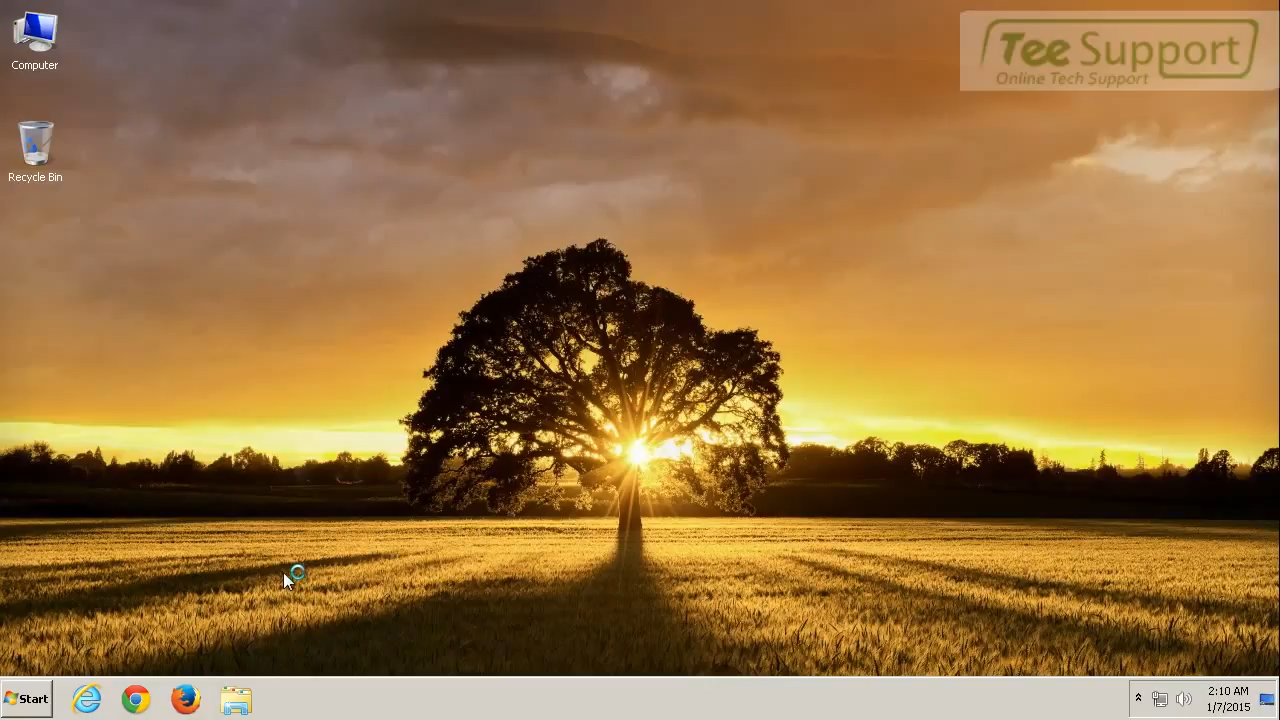 Computer
Recycle Bin
Tee Support
Online Tech Support
Start
2:10 AM
1/7/2015